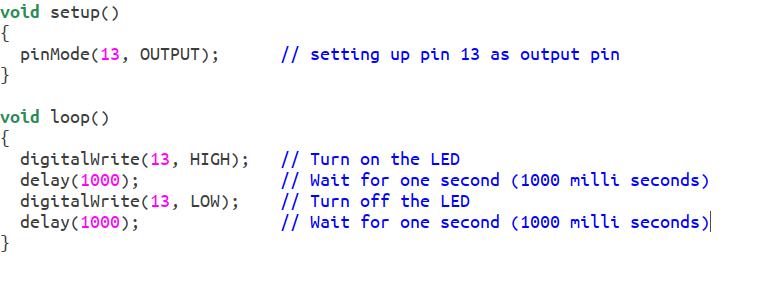 void setup()
{
  pinMode(13, OUTPUT);      // setting up pin 13 as output pin
}

void loop()
{
  digitalWrite(13, HIGH);   // Turn on the LED
  delay(1000);              // Wait for one second (1000 milli seconds)
  digitalWrite(13, LOW);    // Turn off the LED
  delay(1000);              // Wait for one second (1000 milli seconds)
}